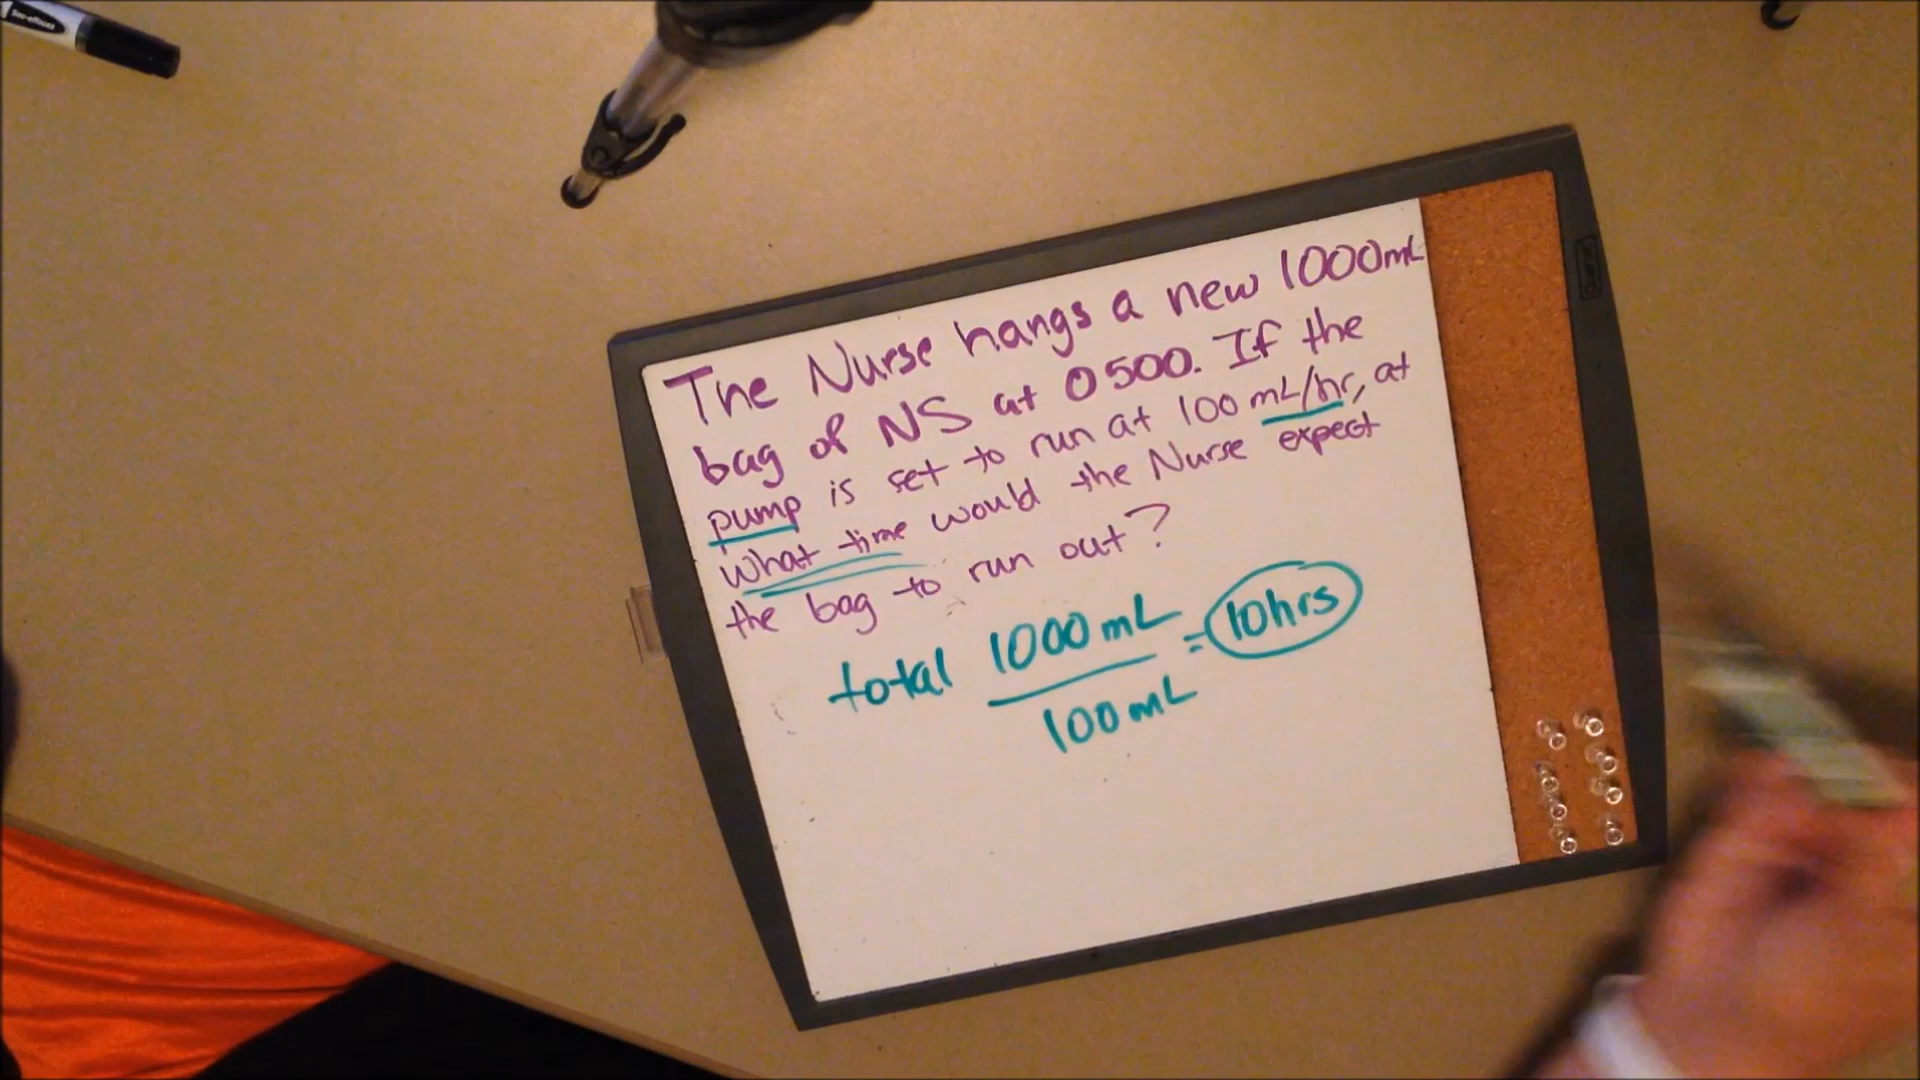 The Nurse hangs a new 1000mL
bag of NS at 0500. If the
pump is set to run at 100 mL/hr, at
what time would the Nurse expect
the bag to run out?
total 1000 mL = 10hrs
100 mL